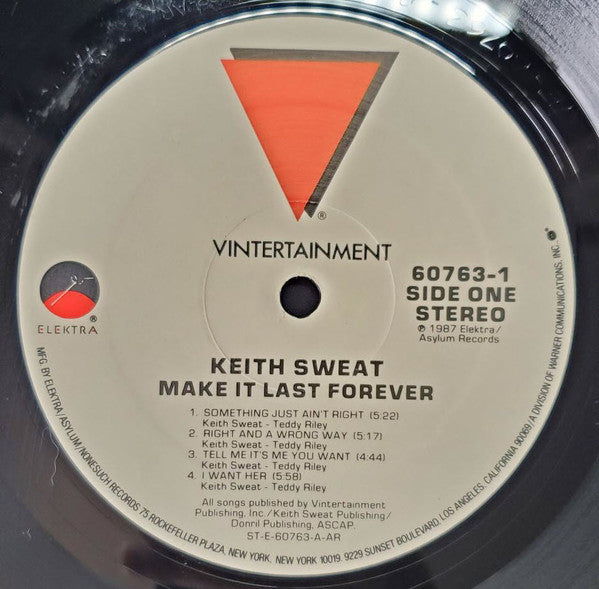 ®
VINTERTAINMENT
60763-1
SIDE ONE
STEREO
℗ 1987 Elektra/
Asylum Records
®
ELEKTRA
KEITH SWEAT
MAKE IT LAST FOREVER
1. SOMETHING JUST AIN'T RIGHT (5:22)
Keith Sweat - Teddy Riley
2. RIGHT AND A WRONG WAY (5:17)
Keith Sweat - Teddy Riley
3. TELL ME IT'S ME YOU WANT (4:44)
Keith Sweat - Teddy Riley
4. I WANT HER (5:58)
Keith Sweat - Teddy Riley
All songs published by Vintertainment
Publishing, Inc./Keith Sweat Publishing/
Donril Publishing, ASCAP.
ST-E-60763-A-AR
MFG BY ELEKTRA/ASYLUM/NONESUCH RECORDS 75 ROCKEFELLER PLAZA, NEW YORK, NEW YORK 10019. 9229 SUNSET BOULEVARD, LOS ANGELES, CALIFORNIA 90069 / A DIVISION OF WARNER COMMUNICATIONS, INC.